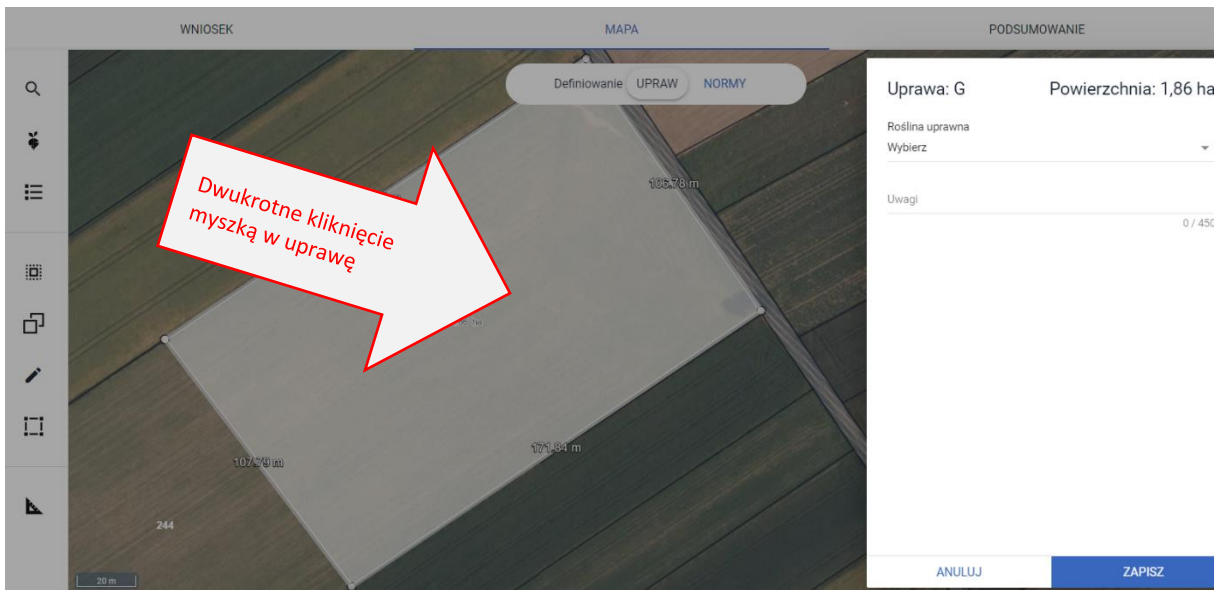 WNIOSEK
MAPA
PODSUMOWANIE
Definiowanie UPRAW NORMY
Uprawa: G
Powierzchnia: 1,86 ha
Roślina uprawna
Wybierz
Uwagi
0 / 450
Dwukrotne kliknięcie
myszką w uprawę
106.78 m
171.84 m
107.79 m
244
20 m
ANULUJ
ZAPISZ